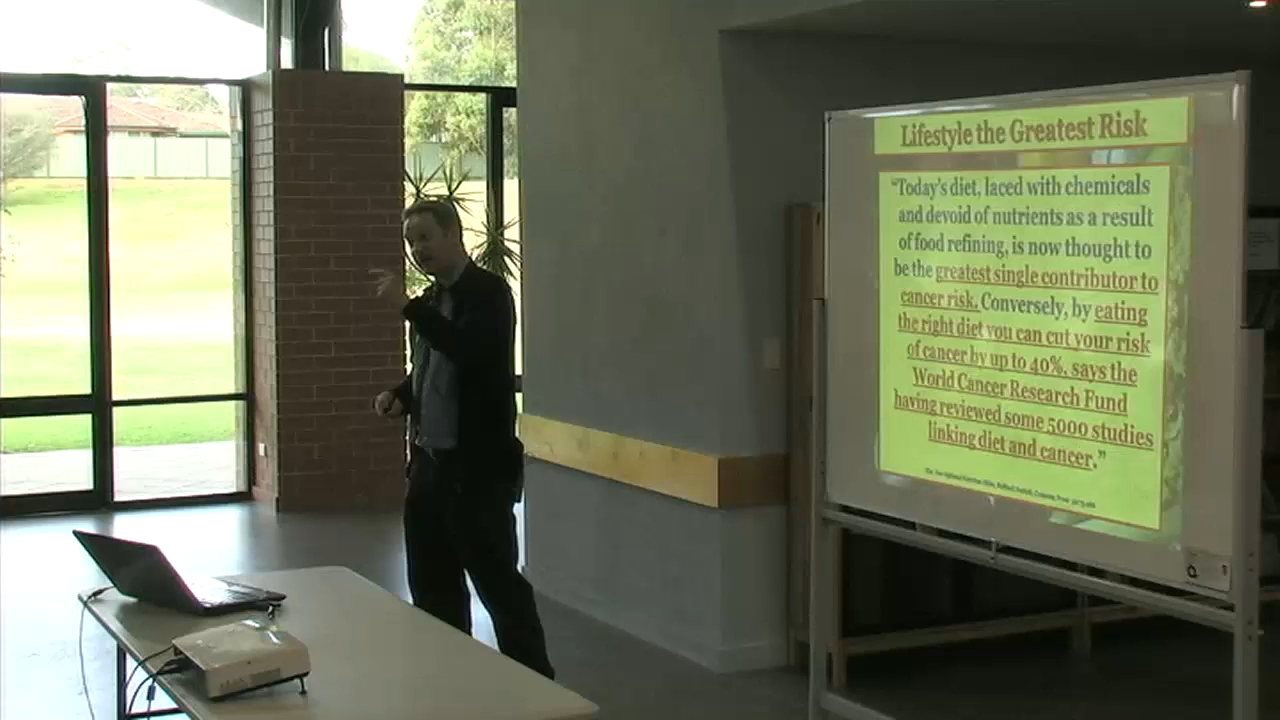 Lifestyle the Greatest Risk
“Today's diet, laced with chemicals
and devoid of nutrients as a result
of food refining, is now thought to
be the greatest single contributor to
cancer risk. Conversely, by eating
the right diet you can cut your risk
of cancer by up to 40%, says the
World Cancer Research Fund
having reviewed some 5000 studies
linking diet and cancer.”